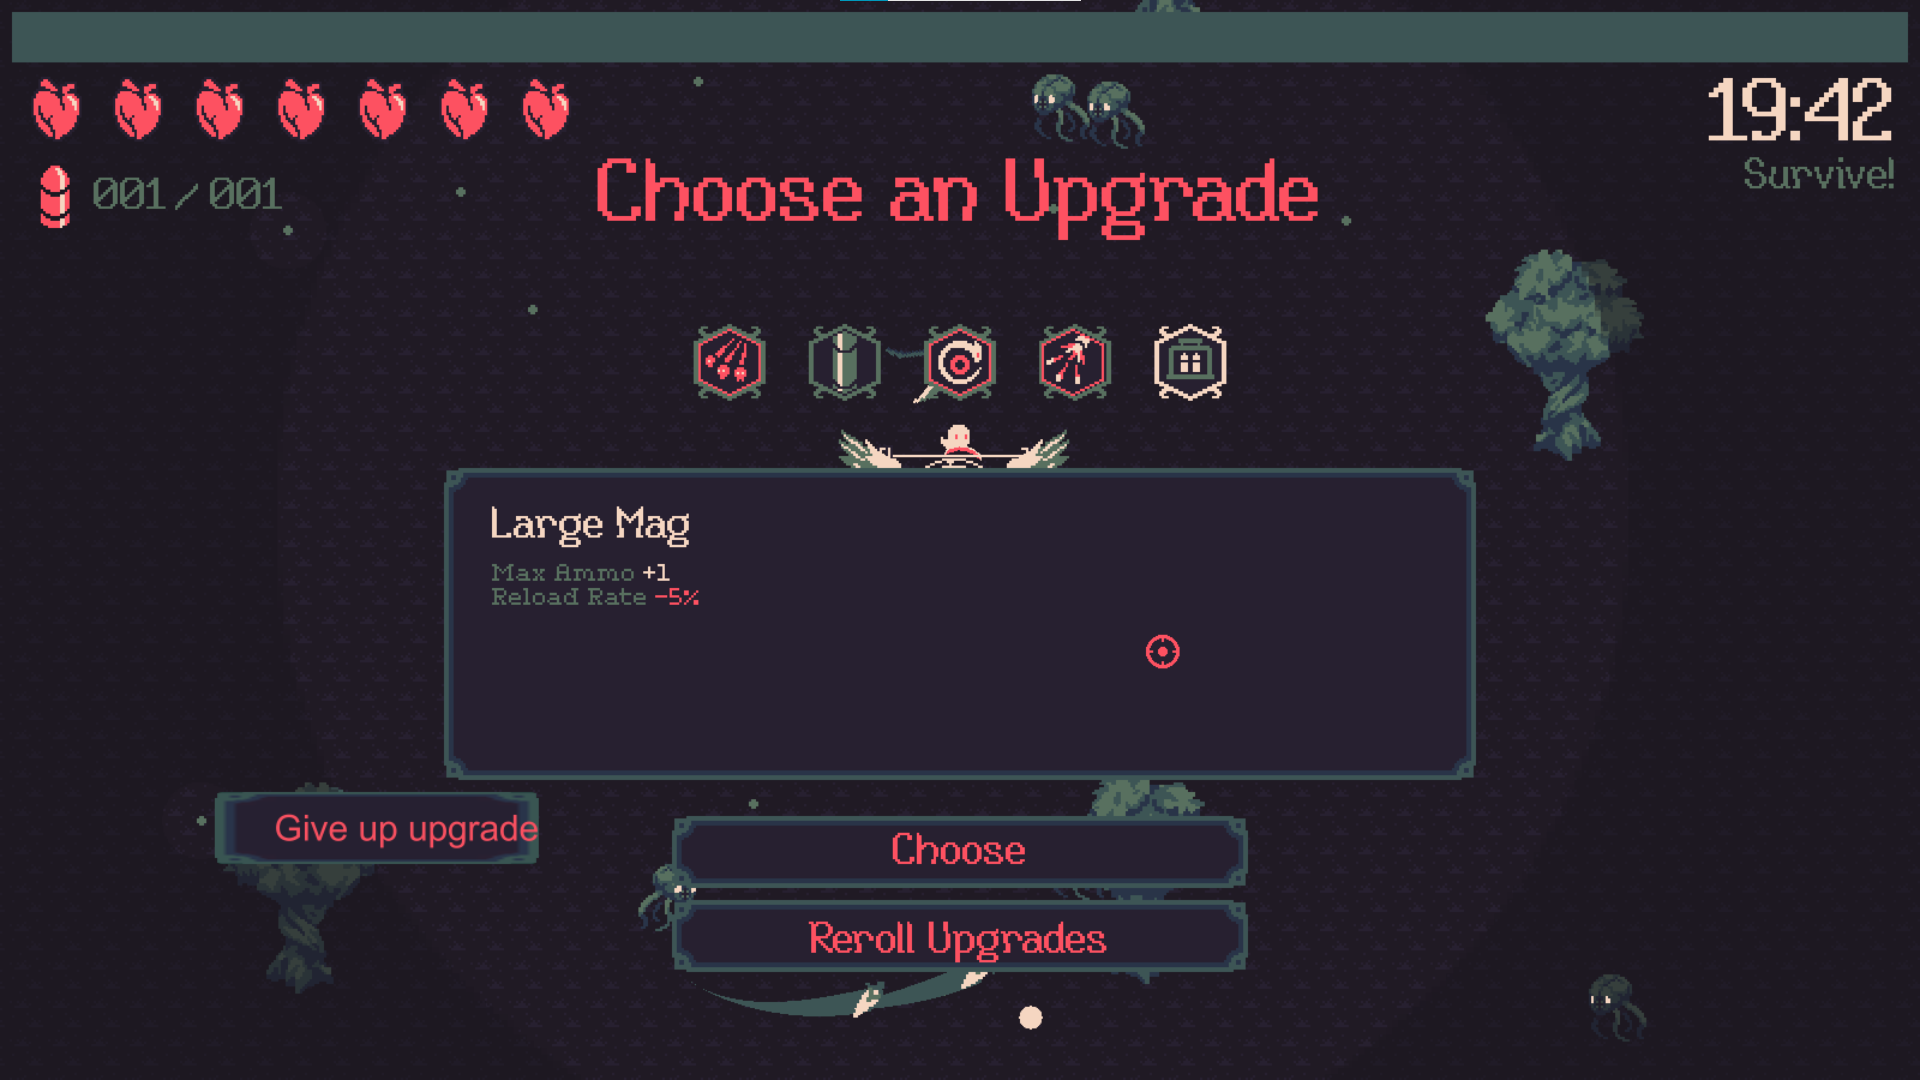 19:42
001/001
Survive!
Choose an Upgrade
Large Mag
Max Ammo +1
Reload Rate -5%
Give up upgrade
Choose
Reroll Upgrades